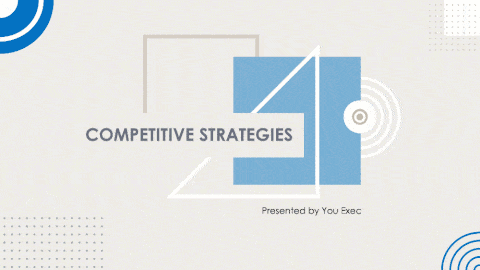 COMPETITIVE STRATEGIES
Presented by You Exec